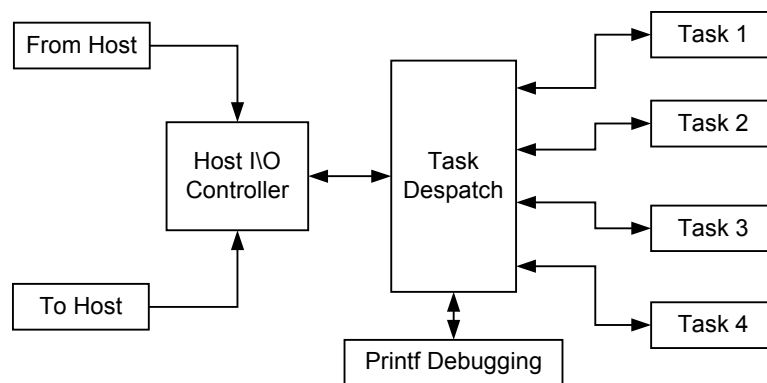 From Host
Host I\O
Controller
To Host
Task
Despatch
Printf Debugging
Task 1
Task 2
Task 3
Task 4